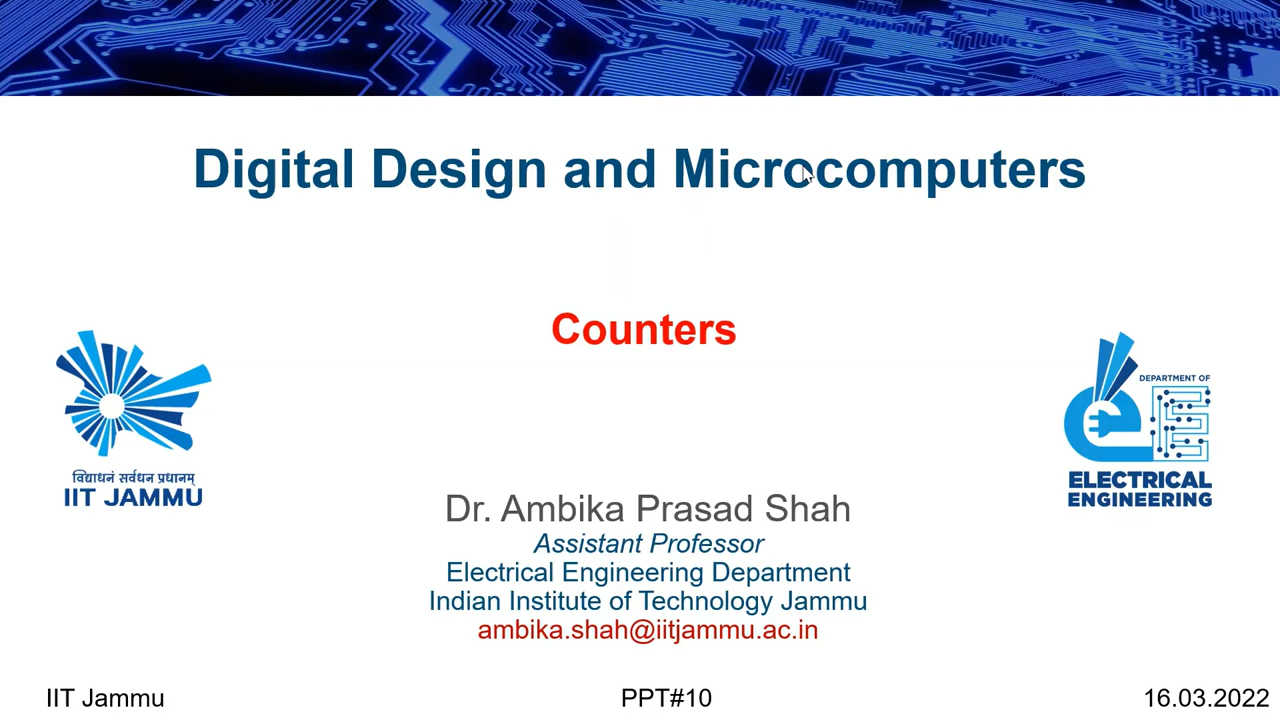 Digital Design and Microcomputers
Counters
विद्याधनं सर्वधन प्रधानम्
IIT JAMMU
DEPARTMENT OF
ELECTRICAL
ENGINEERING
Dr. Ambika Prasad Shah
Assistant Professor
Electrical Engineering Department
Indian Institute of Technology Jammu
ambika.shah@iitjammu.ac.in
IIT Jammu
PPT#10
16.03.2022